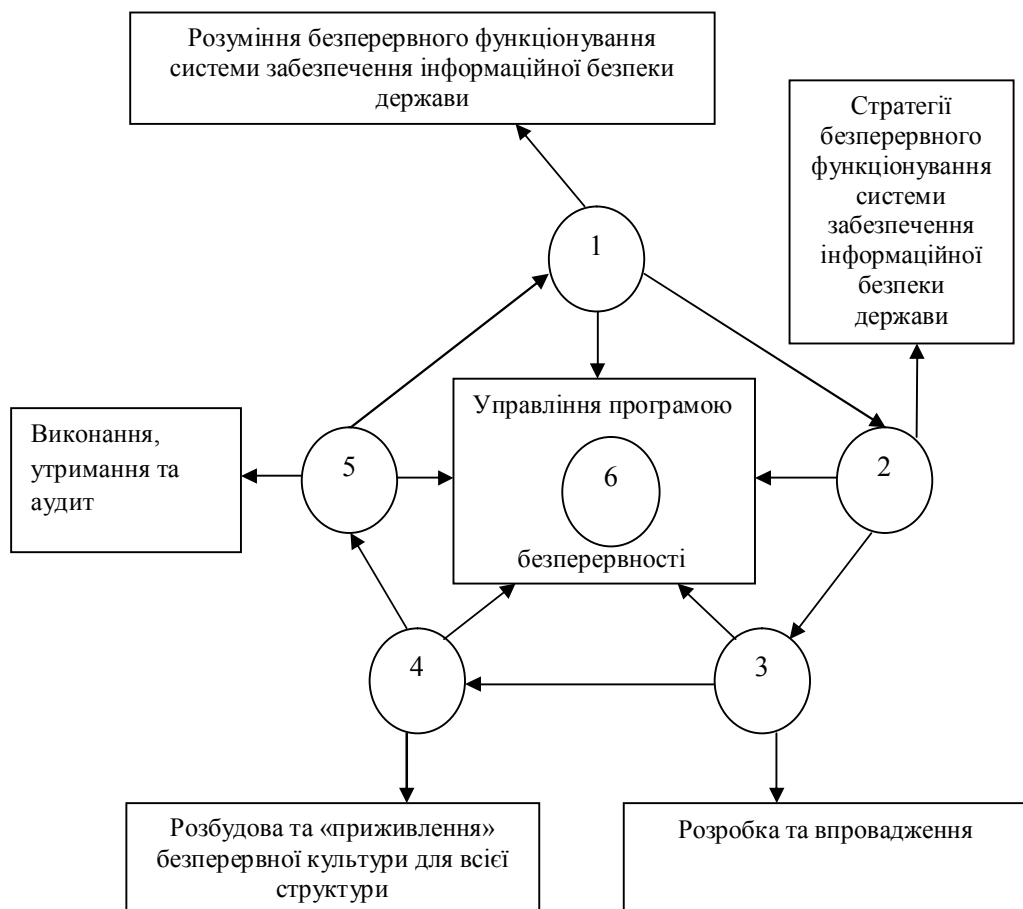 Розуміння безперервного функціонування
системи забезпечення інформаційної безпеки
держави
Стратегії
безперервного
функціонування
системи
забезпечення
інформаційної
безпеки
держави
1
Управління програмою
6
безперервності
2
Виконання,
утримання та
аудит
5
4
3
Розбудова та «приживлення»
безперервної культури для всієї
структури
Розробка та впровадження